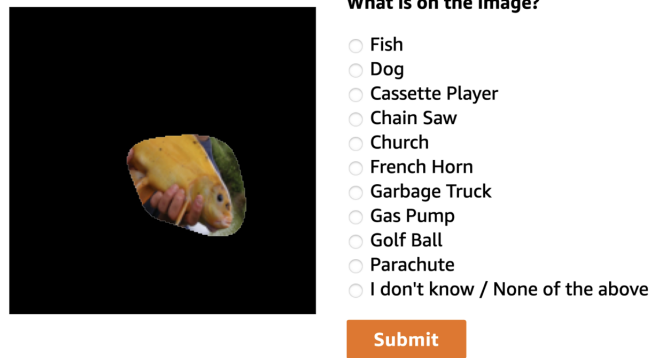 What is on the image?
Fish
Dog
Cassette Player
Chain Saw
Church
French Horn
Garbage Truck
Gas Pump
Golf Ball
Parachute
I don't know / None of the above
Submit